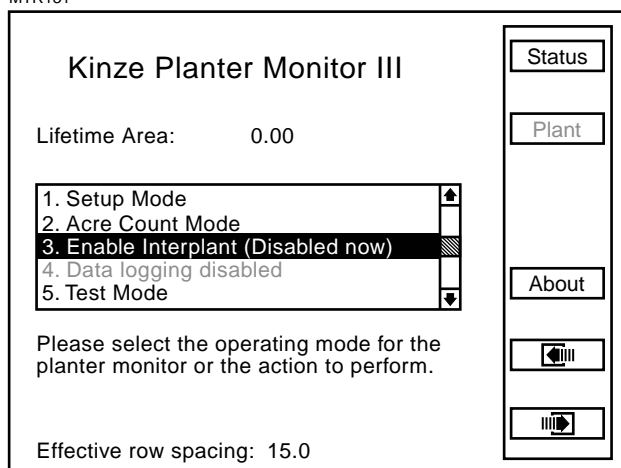 Kinze Planter Monitor III
Lifetime Area: 0.00
1. Setup Mode
2. Acre Count Mode
3. Enable Interplant (Disabled now)
4. Data logging disabled
5. Test Mode
Please select the operating mode for the
planter monitor or the action to perform.
Effective row spacing: 15.0
Status
Plant
About